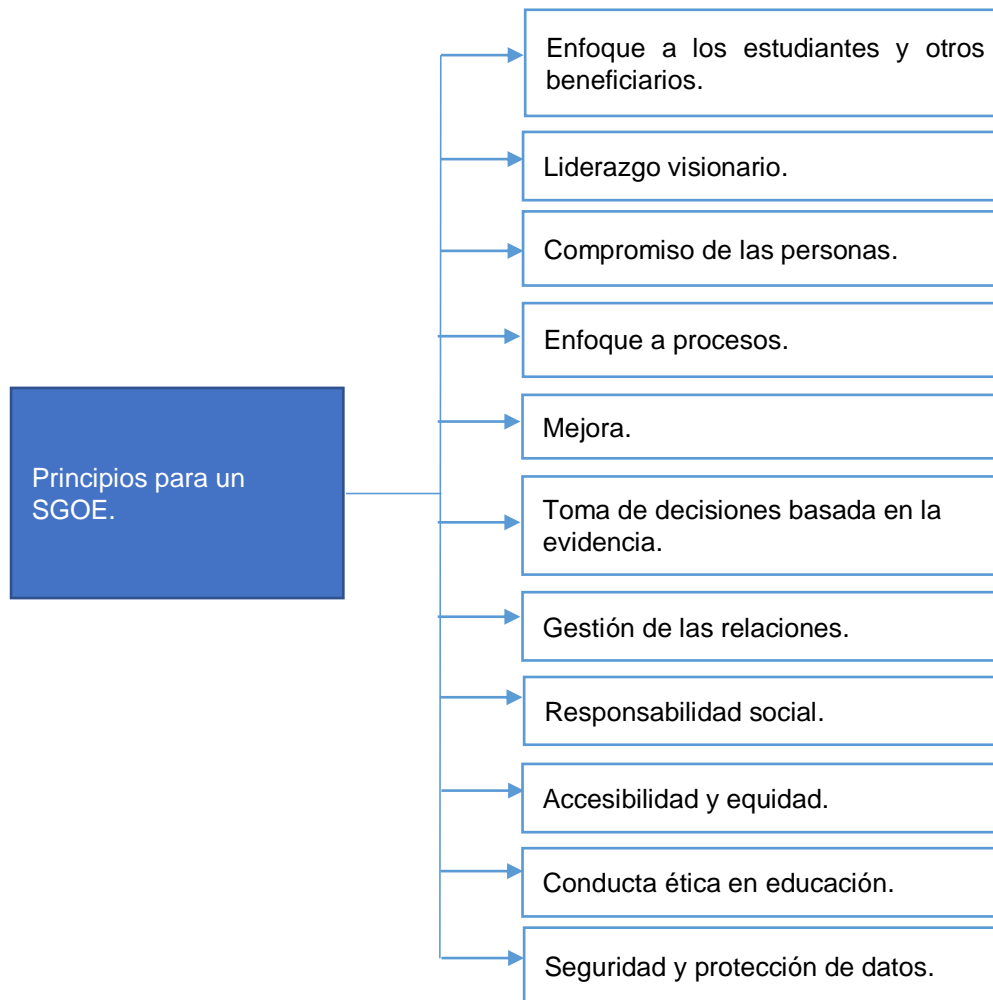 Enfoque a los estudiantes y otros
beneficiarios.
Liderazgo visionario.
Compromiso de las personas.
Enfoque a procesos.
Mejora.
Principios para un
SGOE.
Toma de decisiones basada en la
evidencia.
Gestión de las relaciones.
Responsabilidad social.
Accesibilidad y equidad.
Conducta ética en educación.
Seguridad y protección de datos.